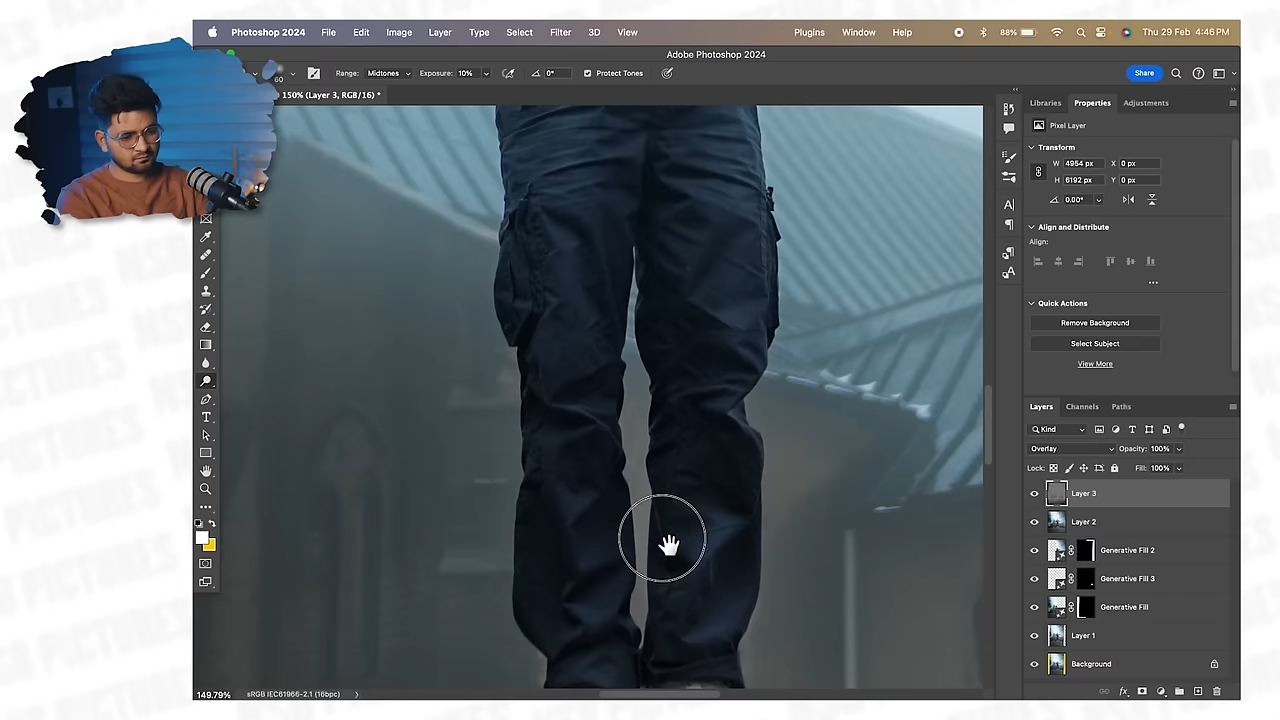 Photoshop 2024 File Edit Image Layer Type Select Filter 3D View Plugins Window Help 88% Thu 29 Feb 4:46 PM
Adobe Photoshop 2024
60 Range: Midtones Exposure: 10% 0° Protect Tones Share
150% (Layer 3, RGB/16) *
Libraries Properties Adjustments
Pixel Layer
Transform
W 4954 px X 0 px
H 6192 px Y 0 px
0.00°
Align and Distribute
Align:
Quick Actions
Remove Background
Select Subject
View More
Layers Channels Paths
Kind
Overlay Opacity: 100%
Lock: Fill: 100%
Layer 3
Layer 2
Generative Fill 2
Generative Fill 3
Generative Fill
Layer 1
Background
149.79% sRGB IEC61966-2.1 (16bpc)